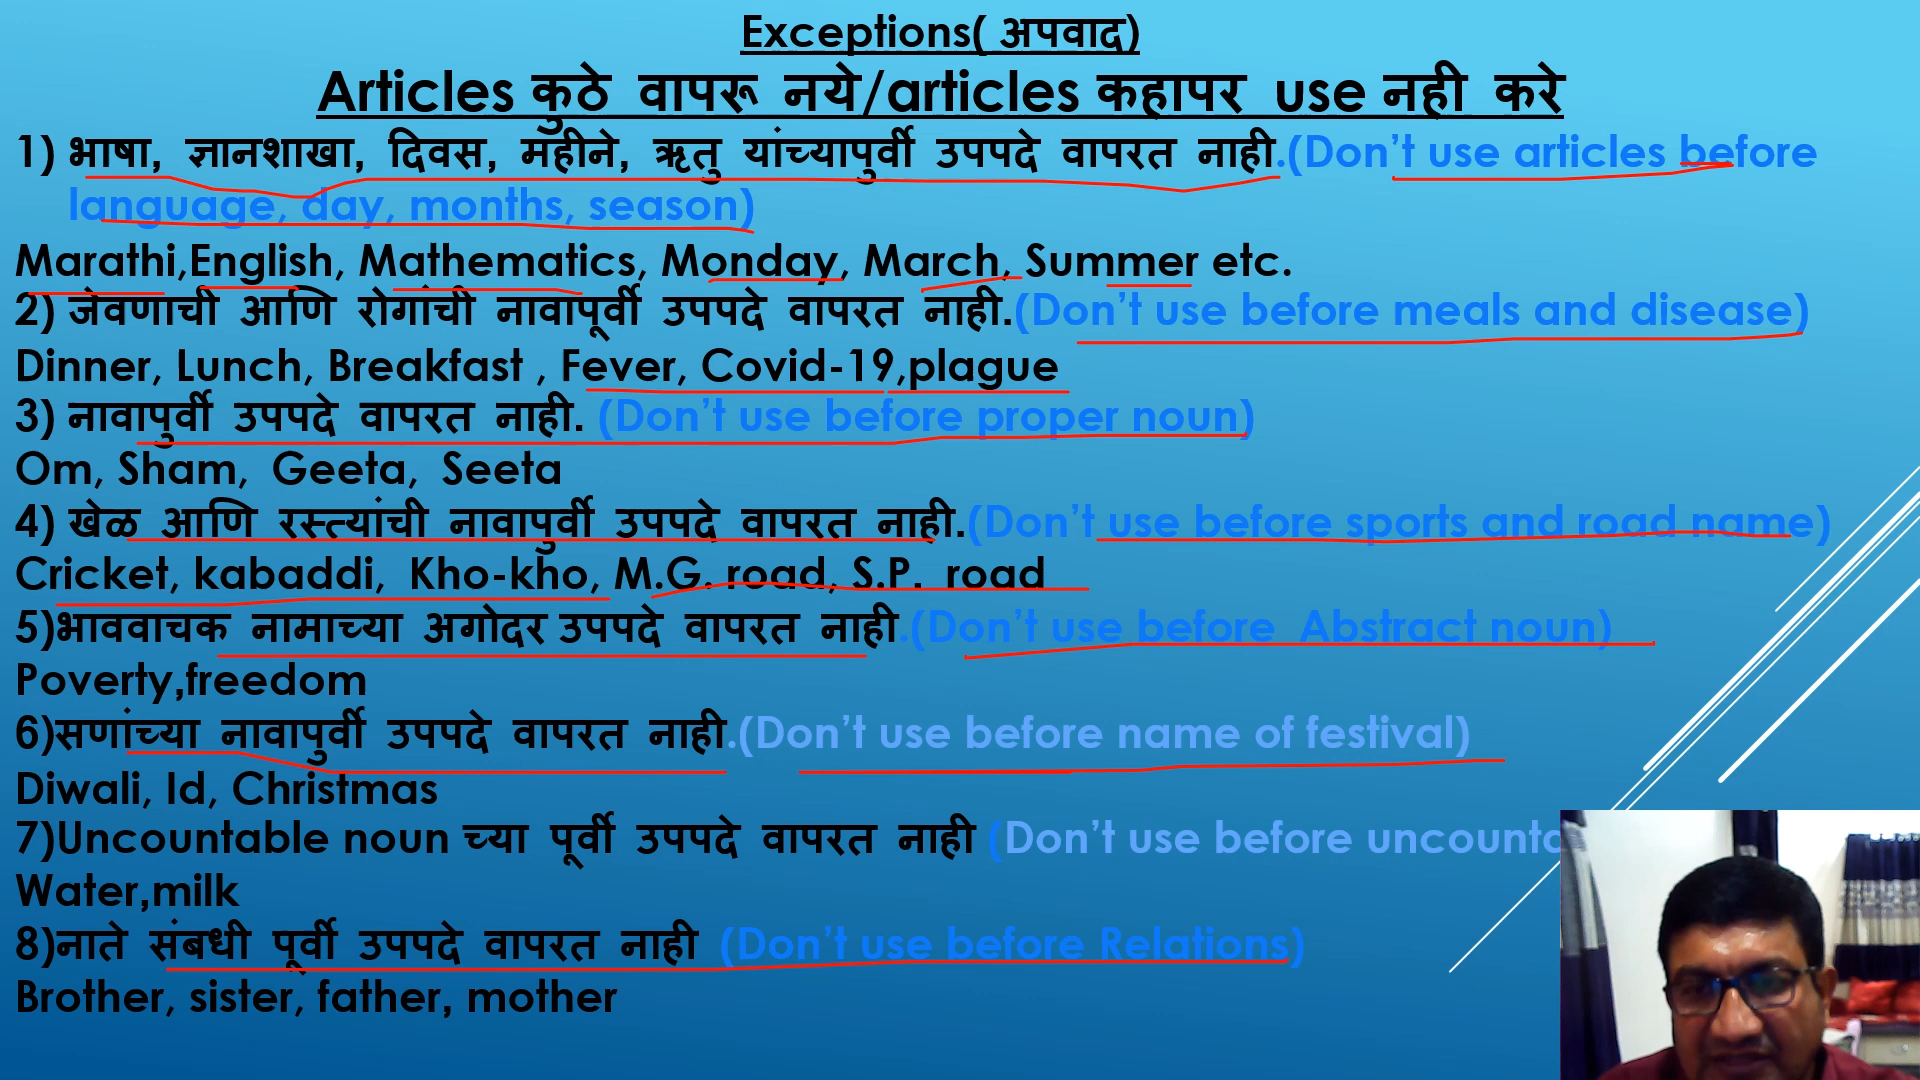 Exceptions( अपवाद)
Articles कुठे वापरू नये/articles कहापर use नही करे
1) भाषा, ज्ञानशाखा, दिवस, महीने, ऋतु यांच्यापुर्वी उपपदे वापरत नाही.(Don't use articles before
language, day, months, season)
Marathi,English, Mathematics, Monday, March, Summer etc.
2) जेवणाची आणि रोगांची नावापूर्वी उपपदे वापरत नाही.(Don't use before meals and disease)
Dinner, Lunch, Breakfast , Fever, Covid-19,plague
3) नावापुर्वी उपपदे वापरत नाही. (Don't use before proper noun)
Om, Sham, Geeta, Seeta
4) खेळ आणि रस्त्यांची नावापुर्वी उपपदे वापरत नाही.(Don't use before sports and road name)
Cricket, kabaddi, Kho-kho, M.G. road, S.P. road
5)भाववाचक नामाच्या अगोदर उपपदे वापरत नाही.(Don't use before Abstract noun)
Poverty,freedom
6)सणांच्या नावापुर्वी उपपदे वापरत नाही.(Don't use before name of festival)
Diwali, Id, Christmas
7)Uncountable noun च्या पूर्वी उपपदे वापरत नाही (Don't use before
Water,milk
8)नाते संबधी पूर्वी उपपदे वापरत नाही (Don't use before Relations)
Brother, sister, father, mother